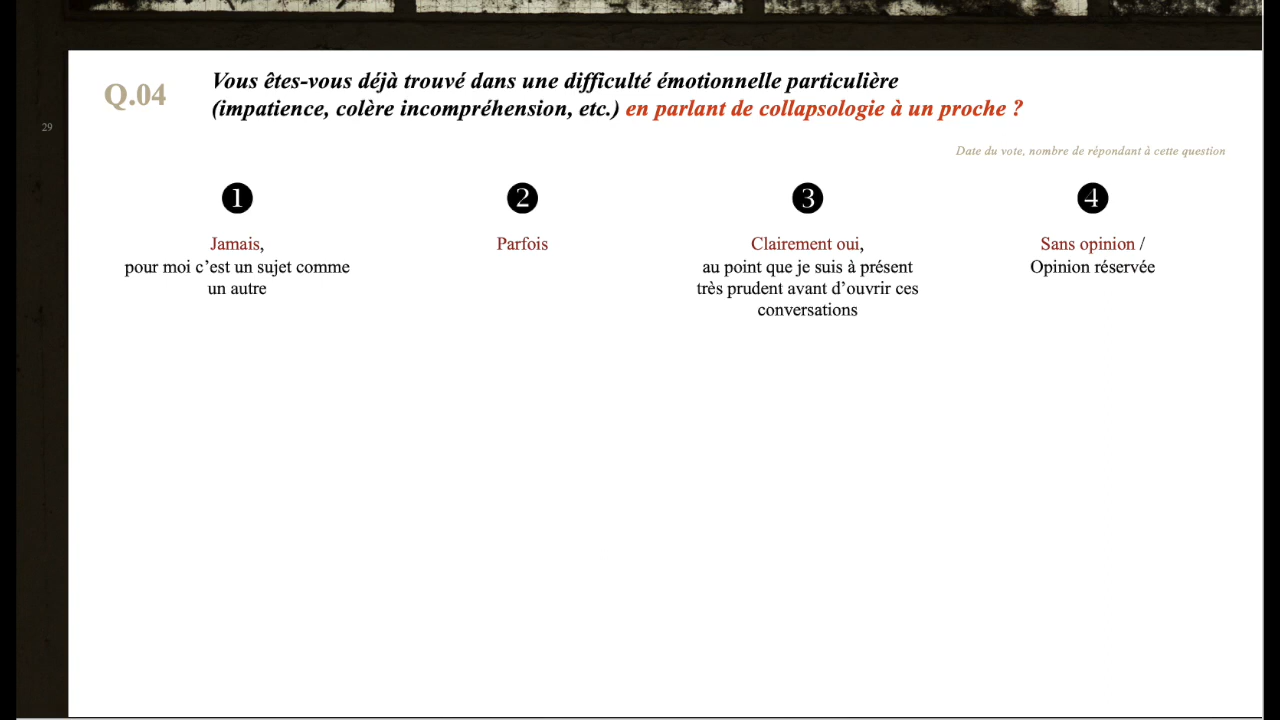 Q.04
Vous êtes-vous déjà trouvé dans une difficulté émotionnelle particulière
(impatience, colère incompréhension, etc.) en parlant de collapsologie à un proche ?
29
Date du vote, nombre de répondant à cette question
❶
Jamais,
pour moi c’est un sujet comme
un autre
❷
Parfois
❸
Clairement oui,
au point que je suis à présent
très prudent avant d’ouvrir ces
conversations
❹
Sans opinion /
Opinion réservée